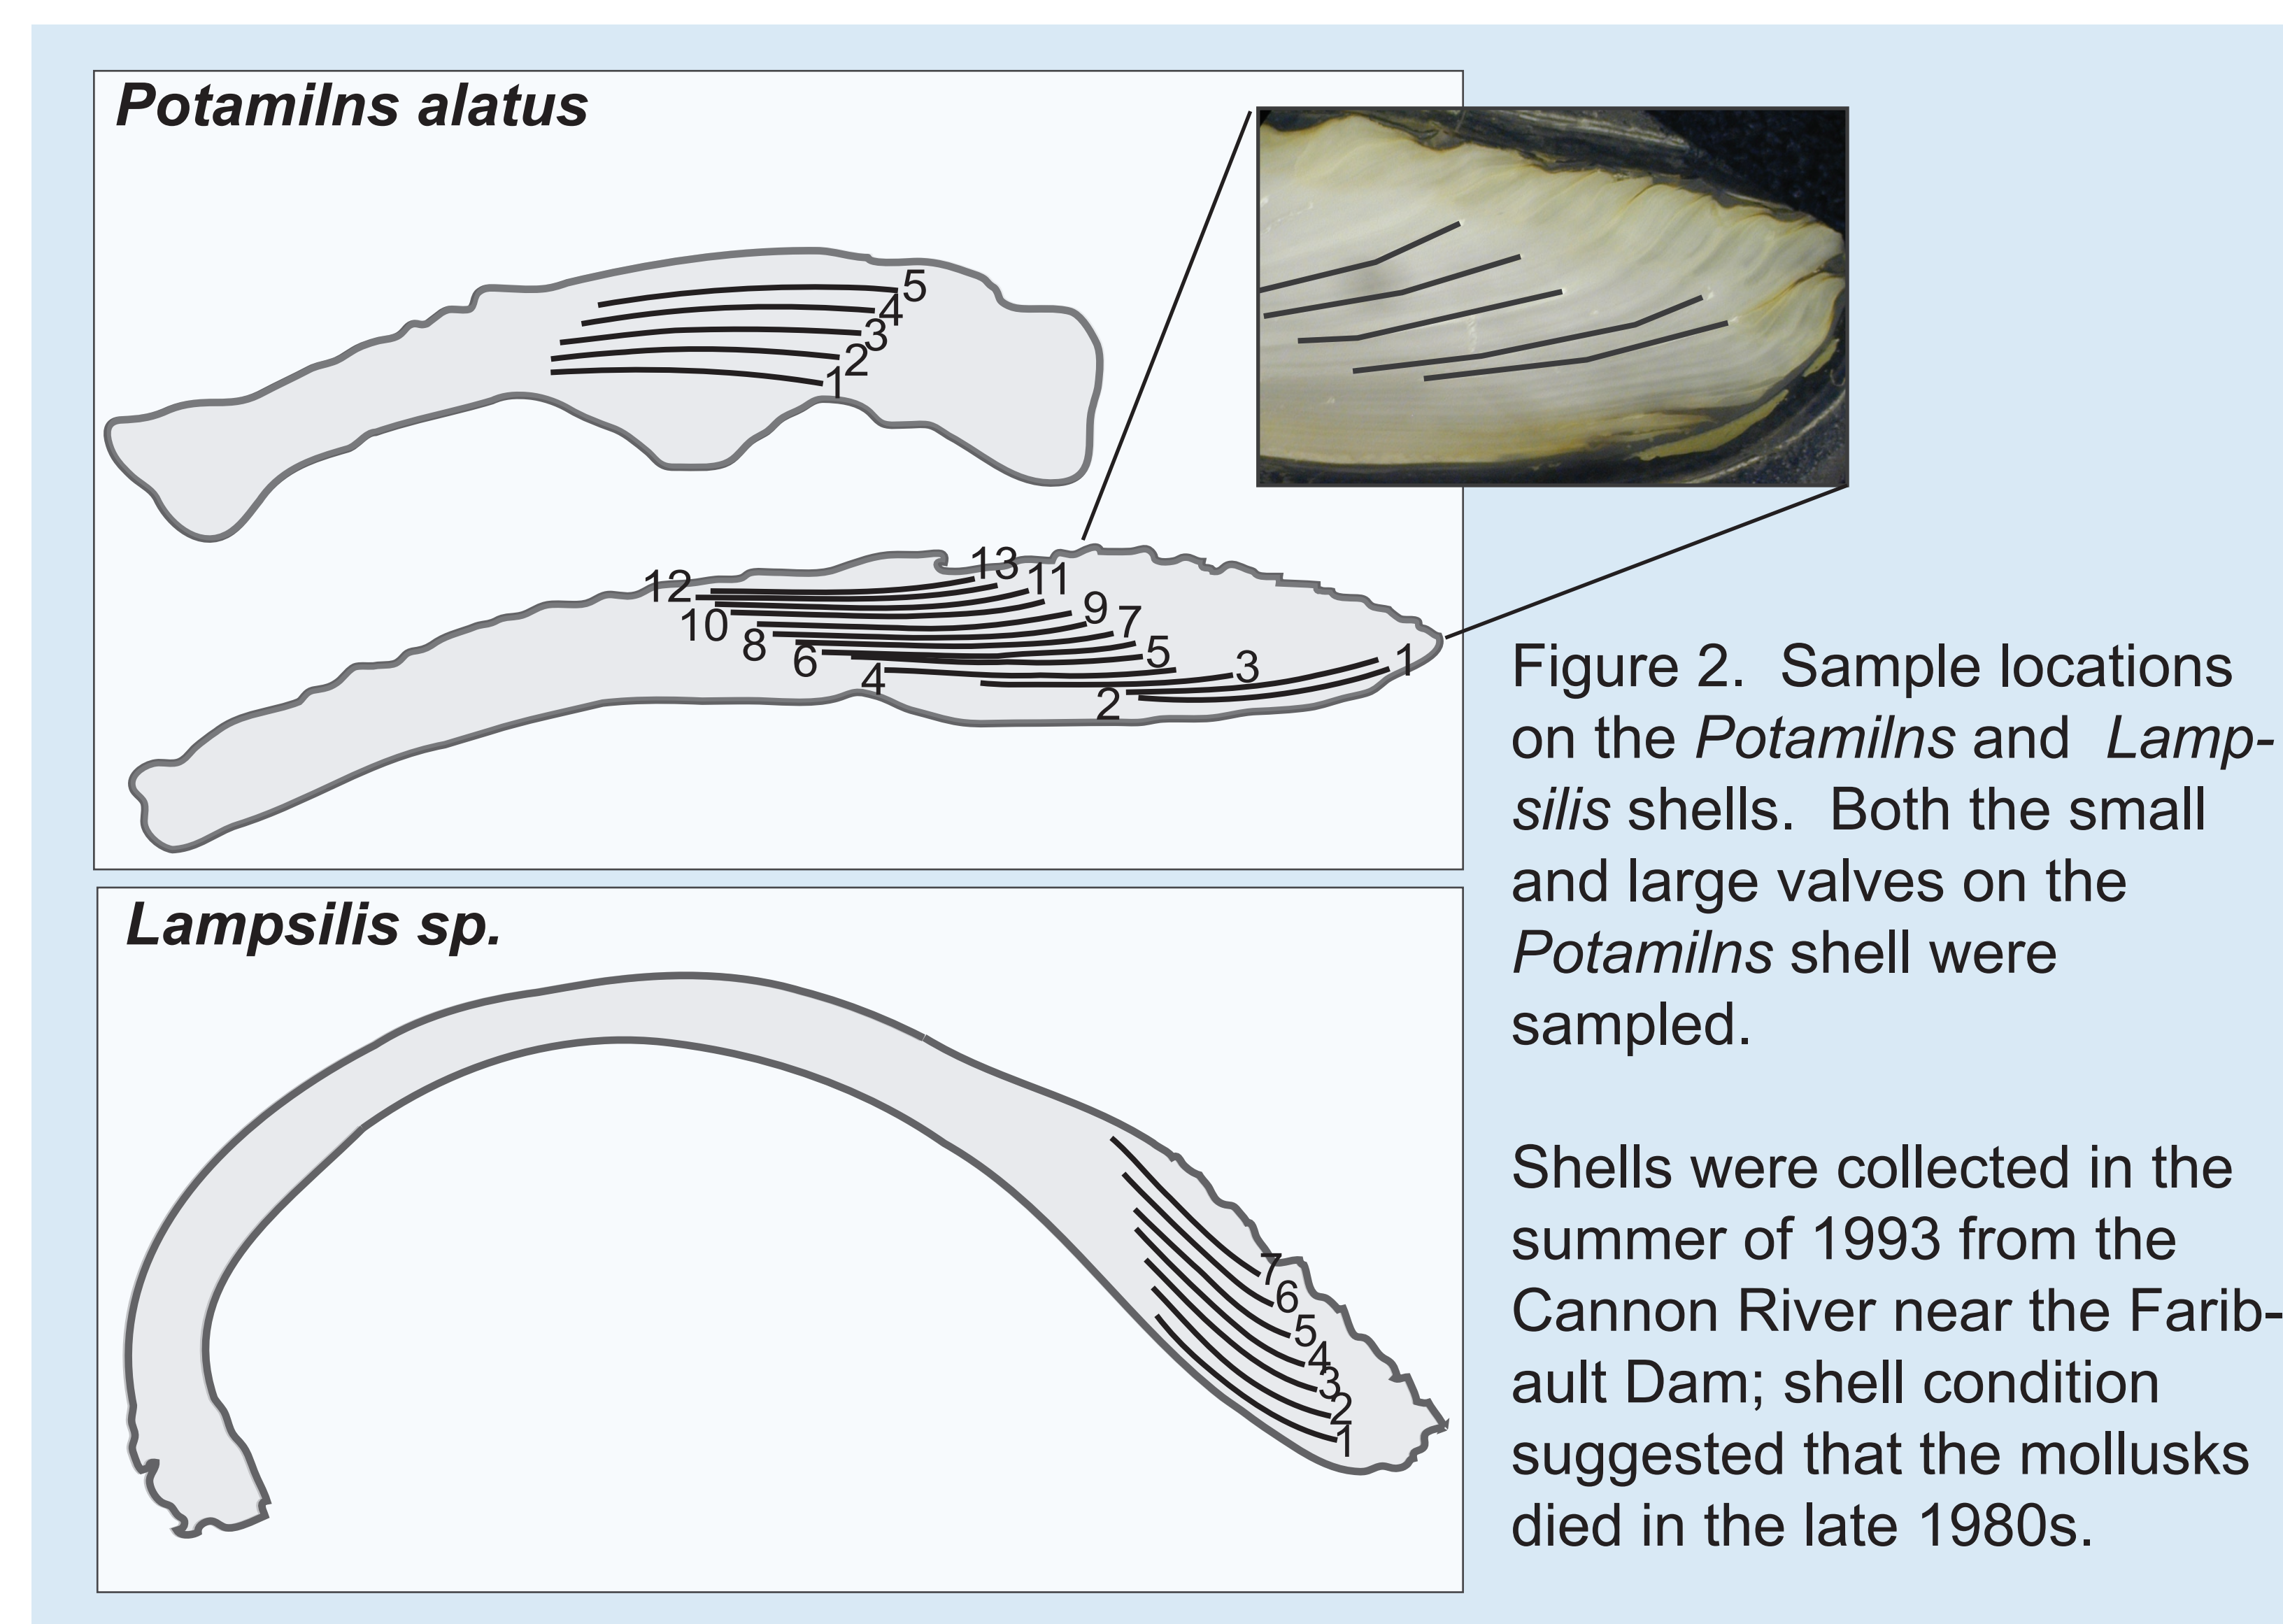 Potamilns alatus
5
4
3
2
1
13
12
11
10
9
8
7
6
5
4
3
2
1
Lampsilis sp.
7
6
5
4
3
2
1
Figure 2. Sample locations
on the Potamilns and Lamp-
silis shells. Both the small
and large valves on the
Potamilns shell were
sampled.
Shells were collected in the
summer of 1993 from the
Cannon River near the Farib-
ault Dam; shell condition
suggested that the mollusks
died in the late 1980s.